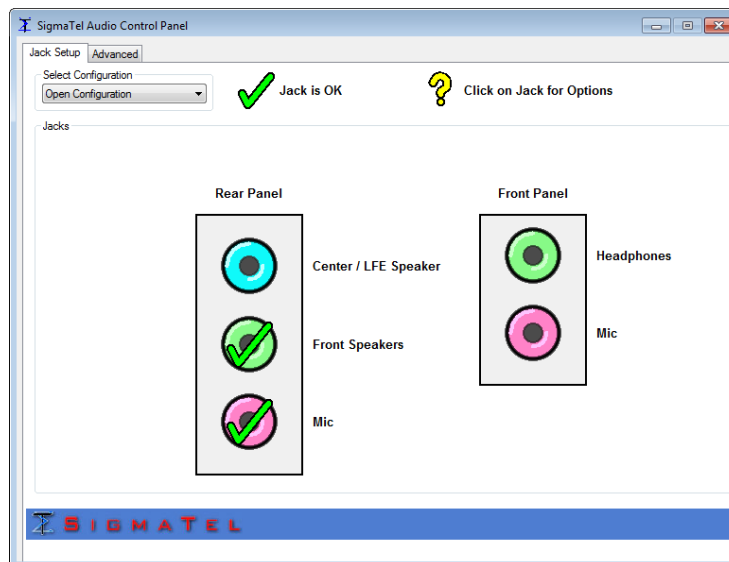 SigmaTel Audio Control Panel
Jack Setup Advanced
Select Configuration
Open Configuration
Jack is OK
Click on Jack for Options
Jacks
Rear Panel
Front Panel
Center / LFE Speaker
Headphones
Front Speakers
Mic
Mic
SIGMATEL